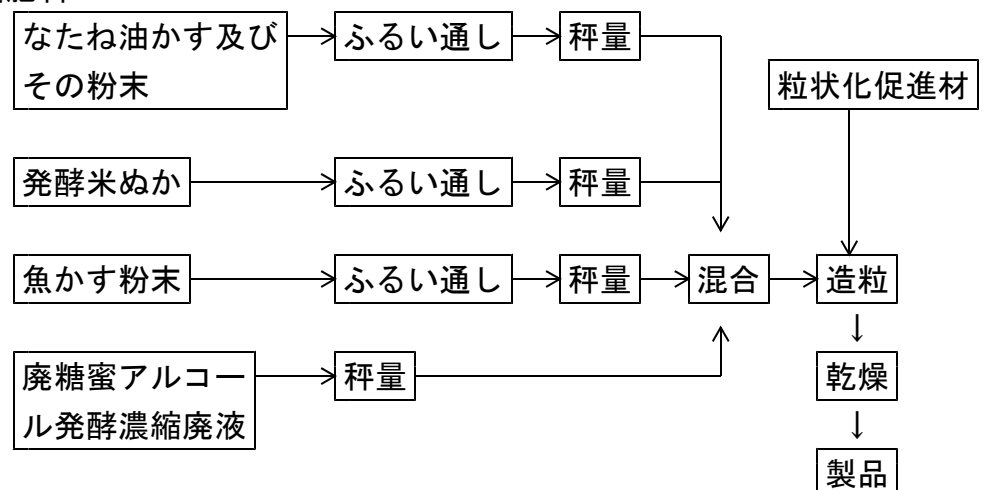 なたね油かす及び
その粉末
ふるい通し
秤量
粒状化促進材
発酵米ぬか
ふるい通し
秤量
魚かす粉末
ふるい通し
秤量
混合
造粒
廃糖蜜アルコー
ル発酵濃縮廃液
秤量
乾燥
製品